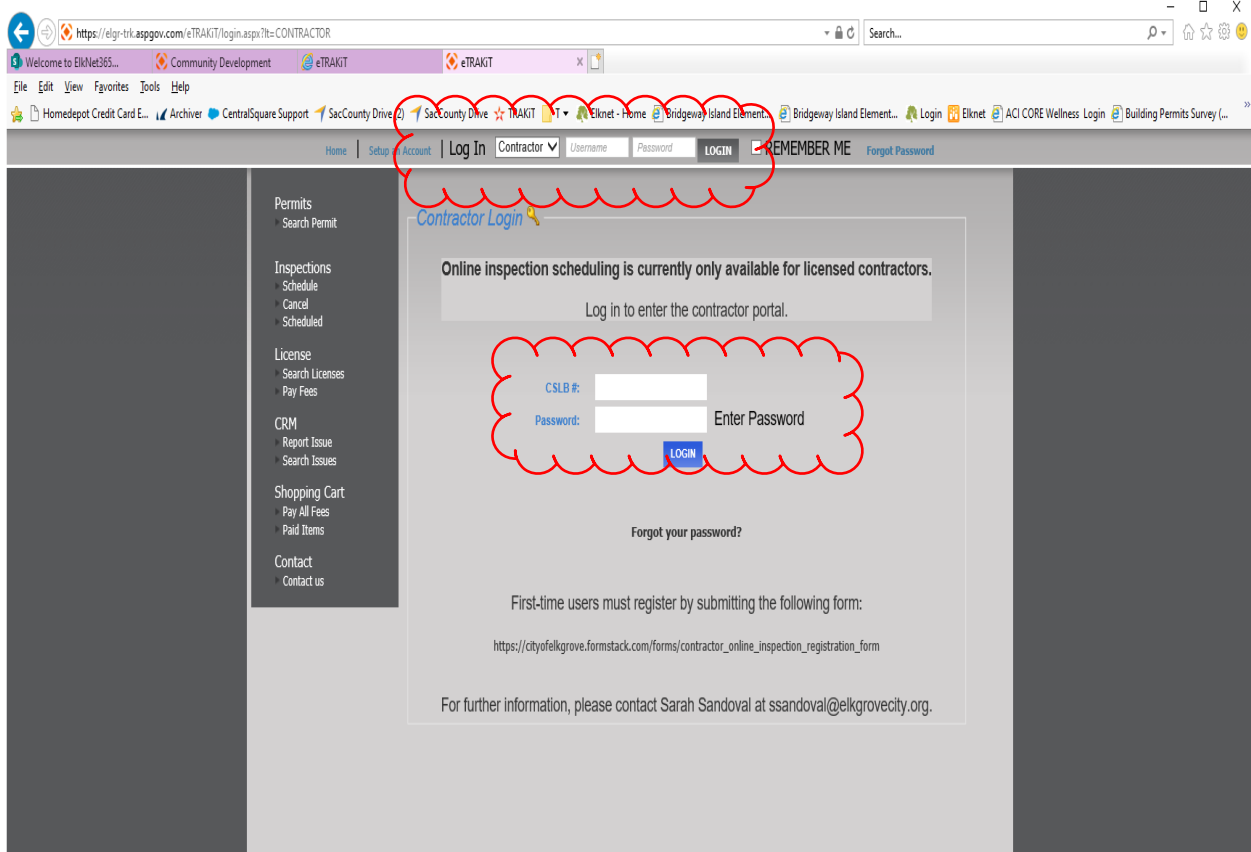 https://elgr-trk.aspgov.com/eTRAKiT/login.aspx?lt=CONTRACTOR Search...
Welcome to ElkNet365... Community Development eTRAKiT eTRAKiT X
File Edit View Favorites Tools Help
Homedepot Credit Card E... Archiver CentralSquare Support SacCounty Drive (2) SacCounty Drive TRAKiT T Elknet - Home Bridgeway Island Element... Bridgeway Island Element... Login Elknet ACI CORE Wellness Login Building Permits Survey (... »
Home | Setup an Account | Log In Contractor Username Password LOGIN REMEMBER ME Forgot Password
Permits
Search Permit
Inspections
Schedule
Cancel
Scheduled
License
Search Licenses
Pay Fees
CRM
Report Issue
Search Issues
Shopping Cart
Pay All Fees
Paid Items
Contact
Contact us
Contractor Login
Online inspection scheduling is currently only available for licensed contractors.
Log in to enter the contractor portal.
CSLB #:
Password: Enter Password
LOGIN
Forgot your password?
First-time users must register by submitting the following form:
https://cityofelkgrove.formstack.com/forms/contractor_online_inspection_registration_form
For further information, please contact Sarah Sandoval at ssandoval@elkgrovecity.org.